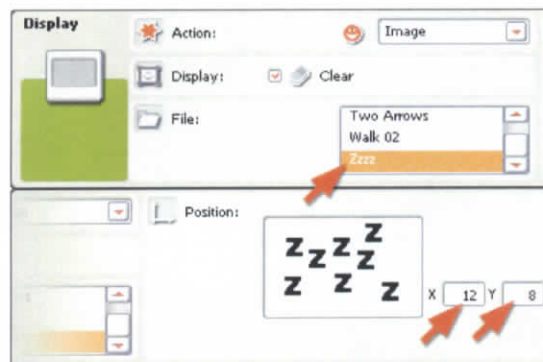 Display
Action:
Image
Display:
Clear
File:
Two Arrows
Walk 02
Zzzz
Position:
z z z z z z z z z
X 12 Y 8